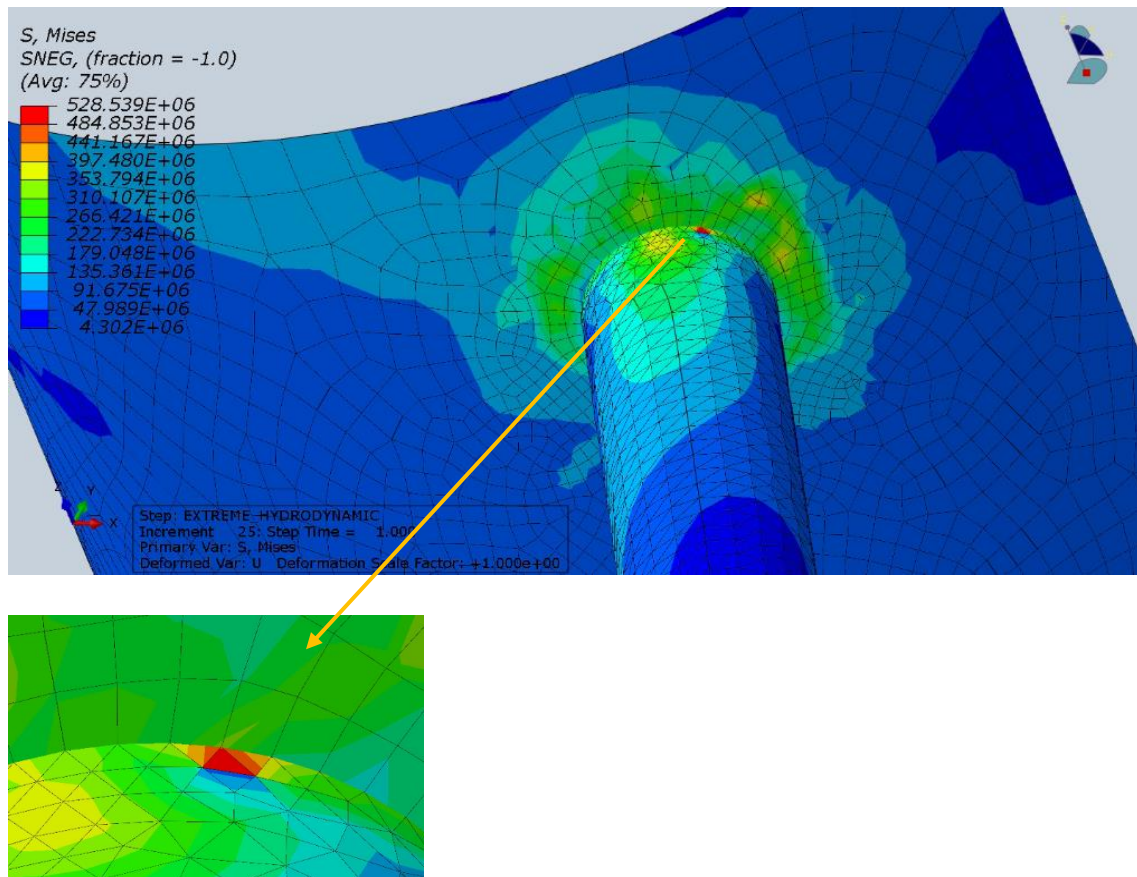 S, Mises
SNEG, (fraction = -1.0)
(Avg: 75%)
528.539E+06
484.853E+06
441.167E+06
397.480E+06
353.794E+06
310.107E+06
266.421E+06
222.734E+06
179.048E+06
135.361E+06
91.675E+06
47.989E+06
4.302E+06
Z Y
X
Step: EXTREME-HYDRODYNAMIC
Increment 25: Step Time = 1.000
Primary Var: S, Mises
Deformed Var: U Deformation Scale Factor: +1.000e+00